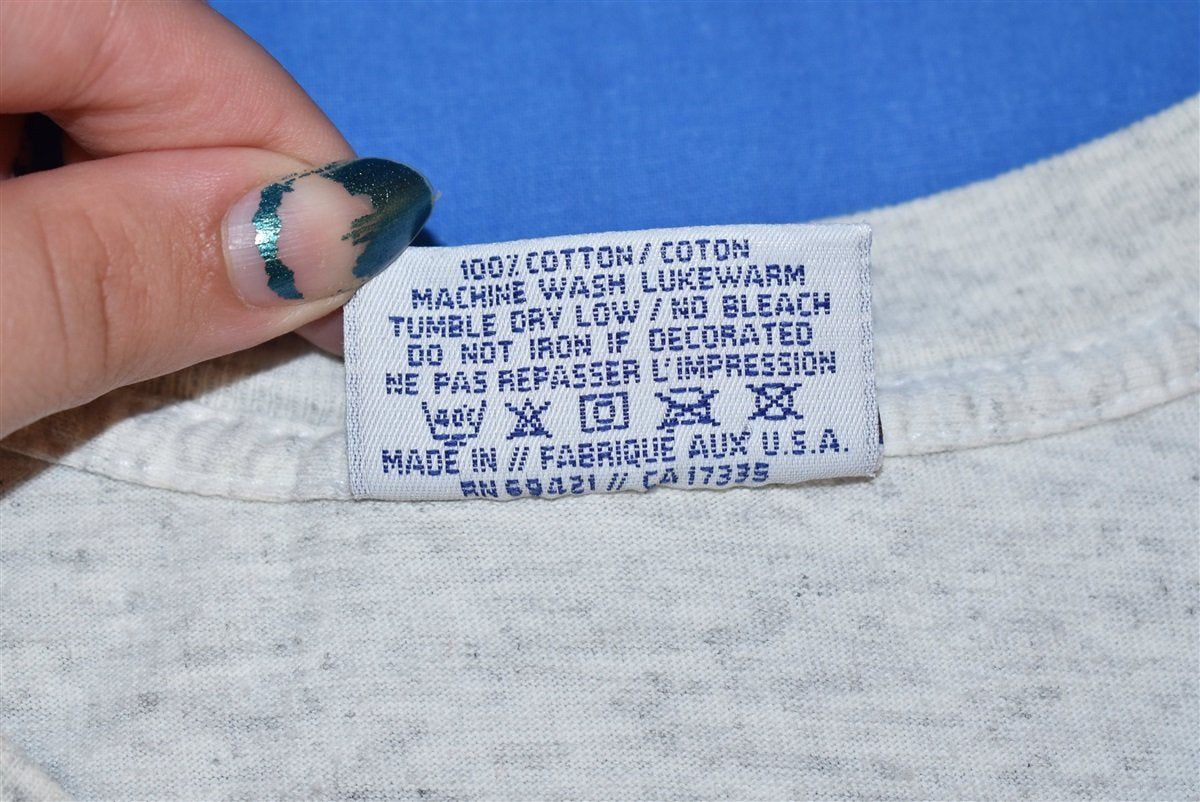 100% COTTON / COTON
MACHINE WASH LUKEWARM
TUMBLE DRY LOW / NO BLEACH
DO NOT IRON IF DECORATED
NE PAS REPASSER L'IMPRESSION
40°
MADE IN // FABRIQUE AUX U.S.A.
RN 69421 // CA 17335